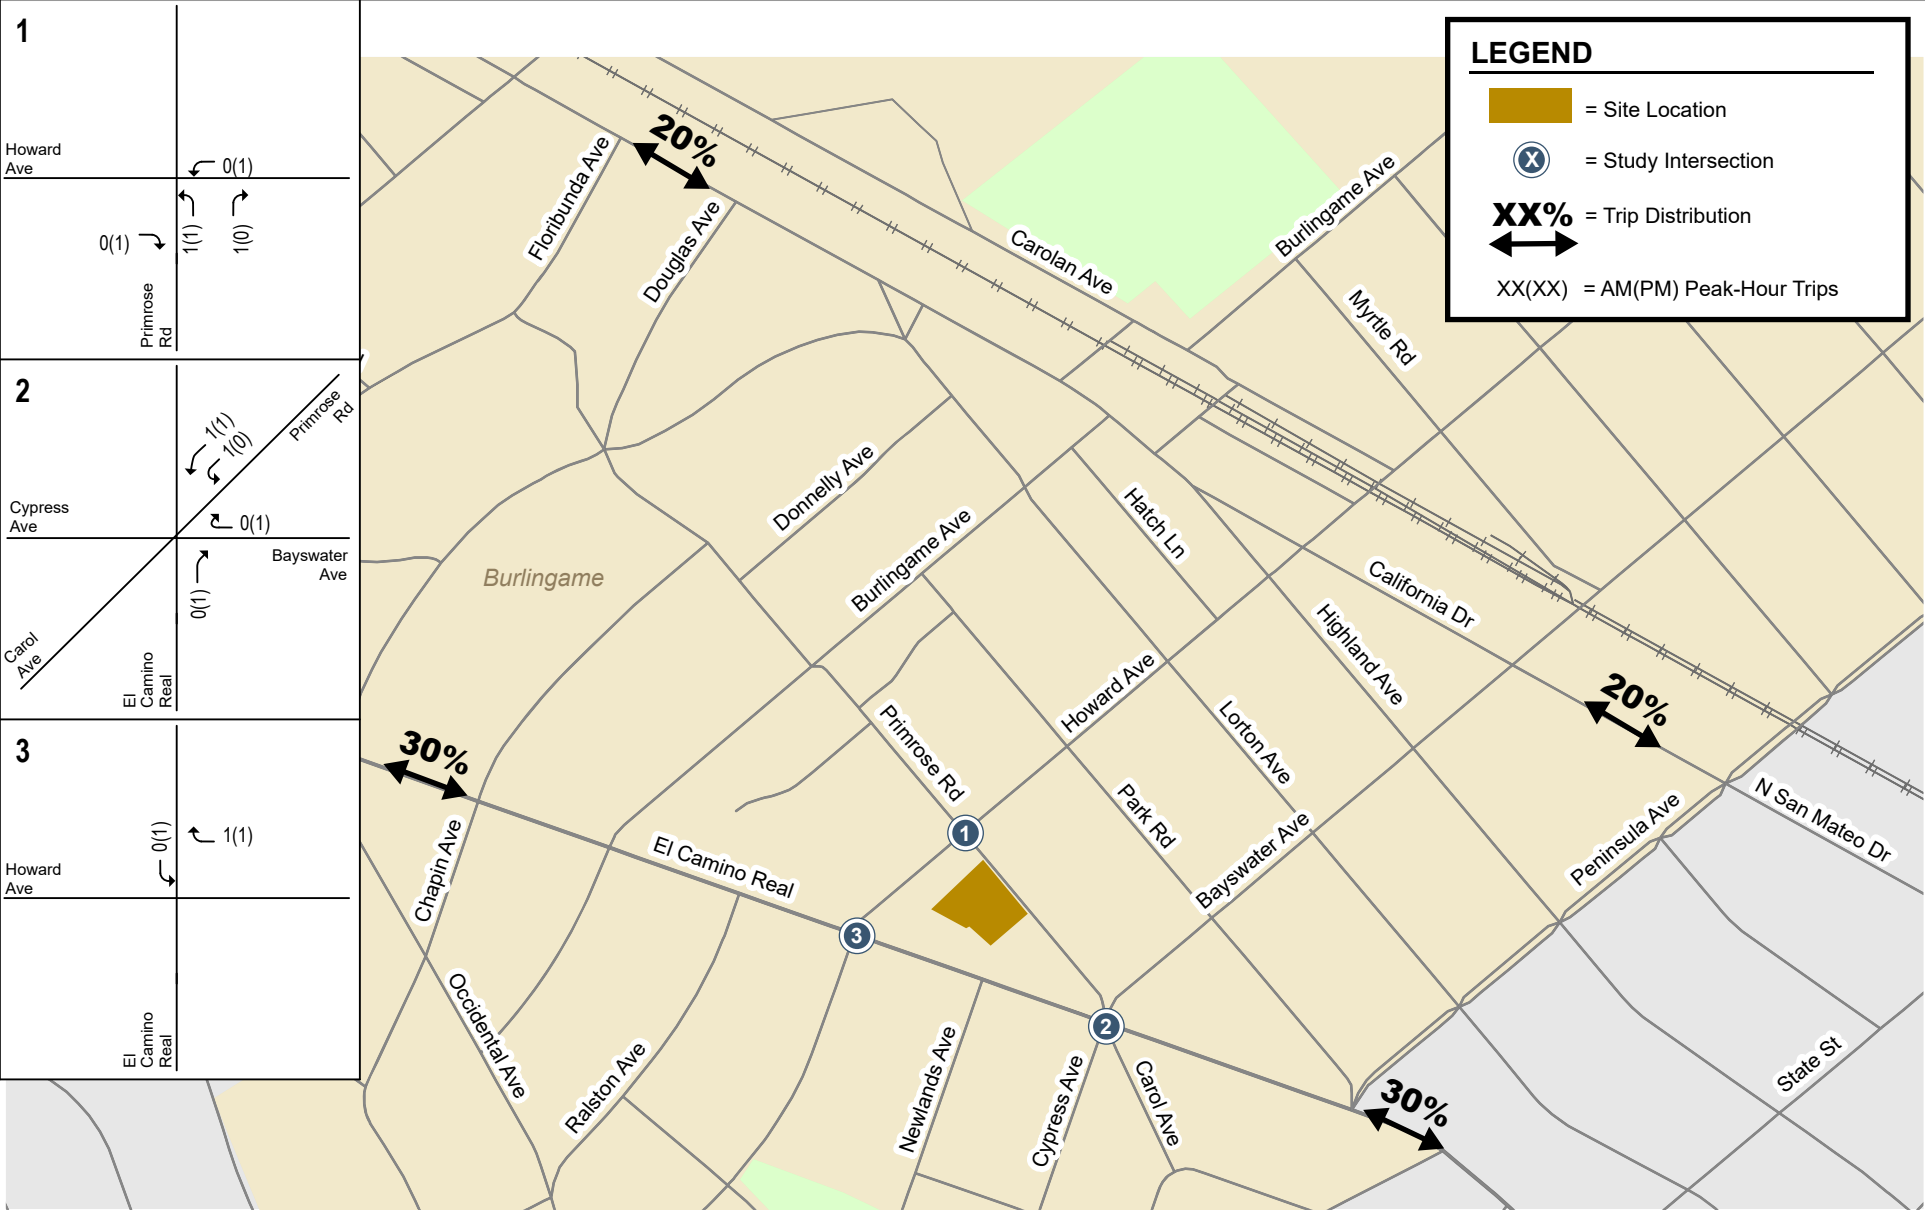 1
Howard
Ave
0(1)
0(1)
1(1)
1(0)
Primrose
Rd
2
1(1)
1(0)
Primrose
Rd
Cypress
Ave
0(1)
Bayswater
Ave
0(1)
Carol
Ave
El
Camino
Real
3
0(1)
1(1)
Howard
Ave
El
Camino
Real
LEGEND
= Site Location
X
= Study Intersection
XX%
= Trip Distribution
XX(XX)
= AM(PM) Peak-Hour Trips
20%
Floribunda Ave
Douglas Ave
Carolan Ave
Burlingame Ave
Myrtle Rd
Donnelly Ave
Burlingame Ave
Hatch Ln
Burlingame
California Dr
Highland Ave
Howard Ave
Lorton Ave
20%
Primrose Rd
30%
Park Rd
N San Mateo Dr
Peninsula Ave
1
El Camino Real
Bayswater Ave
Chapin Ave
3
2
Occidental Ave
Ralston Ave
Newlands Ave
Cypress Ave
Carol Ave
30%
State St